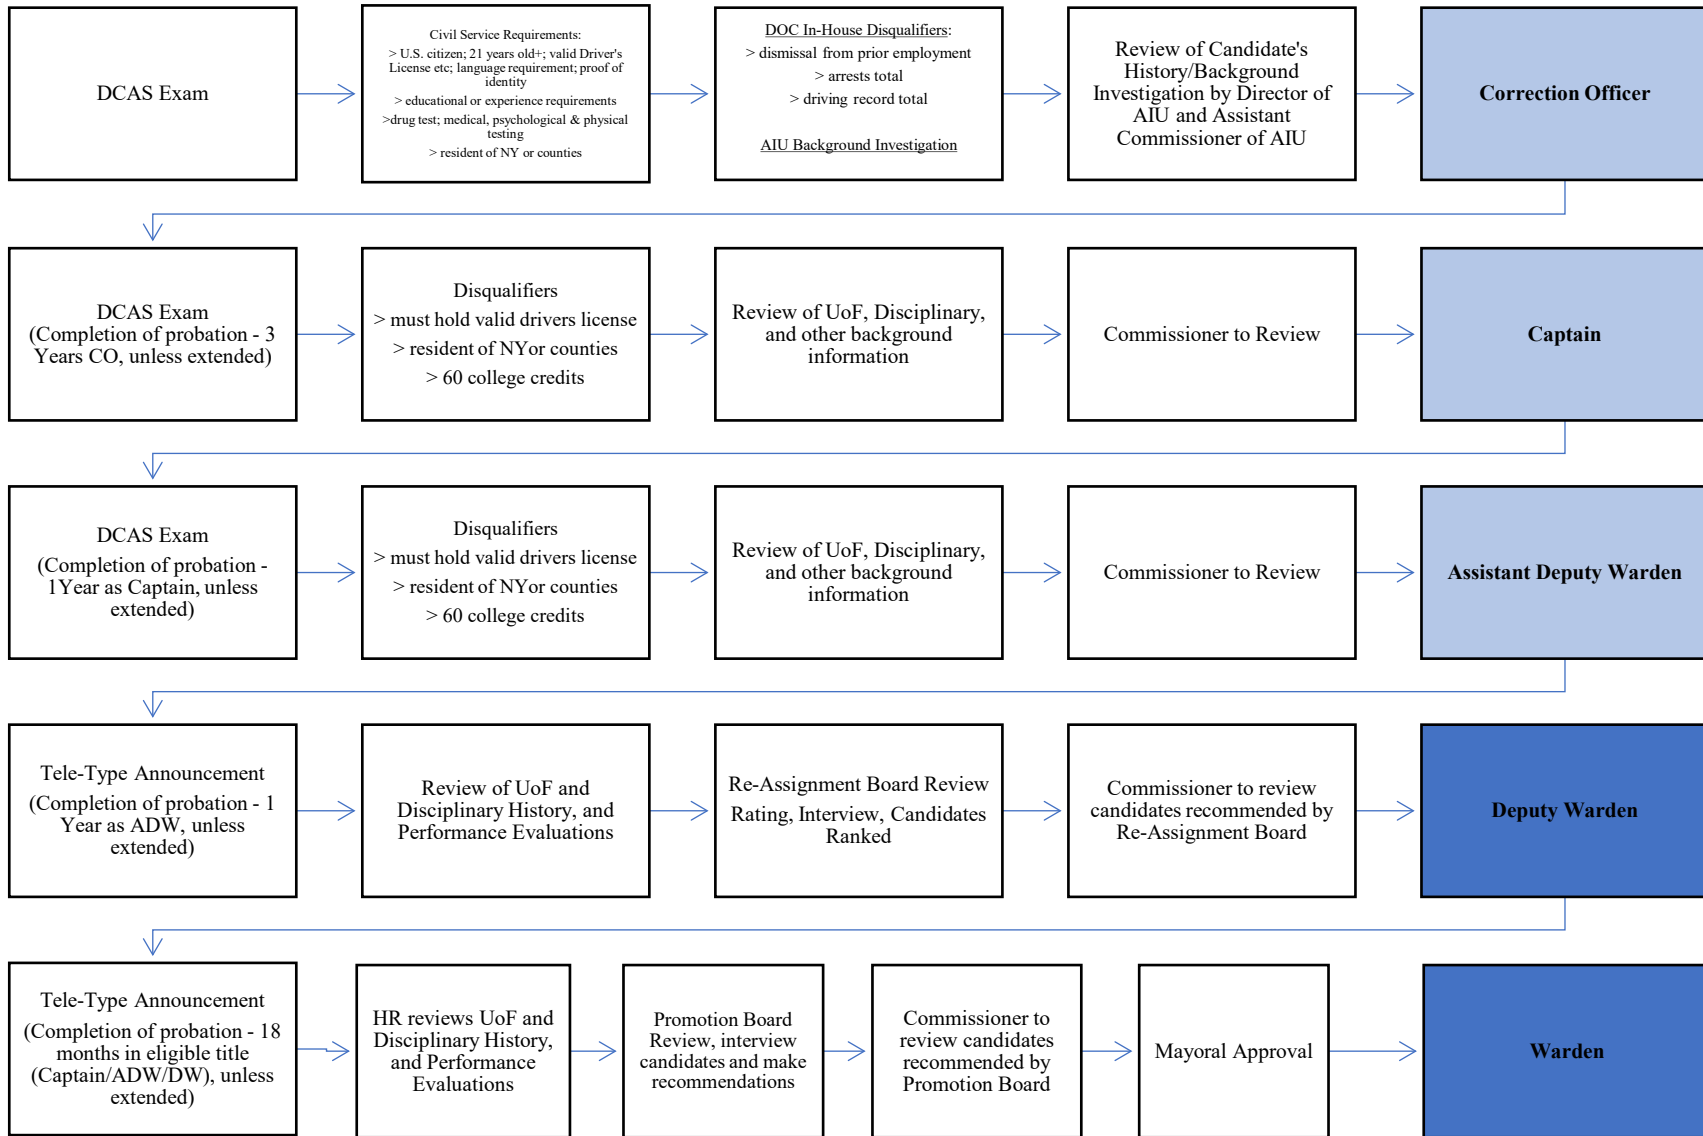 DCAS Exam
Civil Service Requirements:
> U.S. citizen; 21 years old+; valid Driver's
License etc; language requirement; proof of
identity
> educational or experience requirements
>drug test; medical, psychological & physical
testing
> resident of NY or counties
DOC In-House Disqualifiers:
> dismissal from prior employment
> arrests total
> driving record total
AIU Background Investigation
Review of Candidate's
History/Background
Investigation by Director of
AIU and Assistant
Commissioner of AIU
Correction Officer
DCAS Exam
(Completion of probation - 3
Years CO, unless extended)
Disqualifiers
> must hold valid drivers license
> resident of NYor counties
> 60 college credits
Review of UoF, Disciplinary,
and other background
information
Commissioner to Review
Captain
DCAS Exam
(Completion of probation -
1Year as Captain, unless
extended)
Disqualifiers
> must hold valid drivers license
> resident of NYor counties
> 60 college credits
Review of UoF, Disciplinary,
and other background
information
Commissioner to Review
Assistant Deputy Warden
Tele-Type Announcement
(Completion of probation - 1
Year as ADW, unless
extended)
Review of UoF and
Disciplinary History, and
Performance Evaluations
Re-Assignment Board Review
Rating, Interview, Candidates
Ranked
Commissioner to review
candidates recommended by
Re-Assignment Board
Deputy Warden
Tele-Type Announcement
(Completion of probation - 18
months in eligible title
(Captain/ADW/DW), unless
extended)
HR reviews UoF and
Disciplinary History,
and Performance
Evaluations
Promotion Board
Review, interview
candidates and make
recommendations
Commissioner to
review candidates
recommended by
Promotion Board
Mayoral Approval
Warden